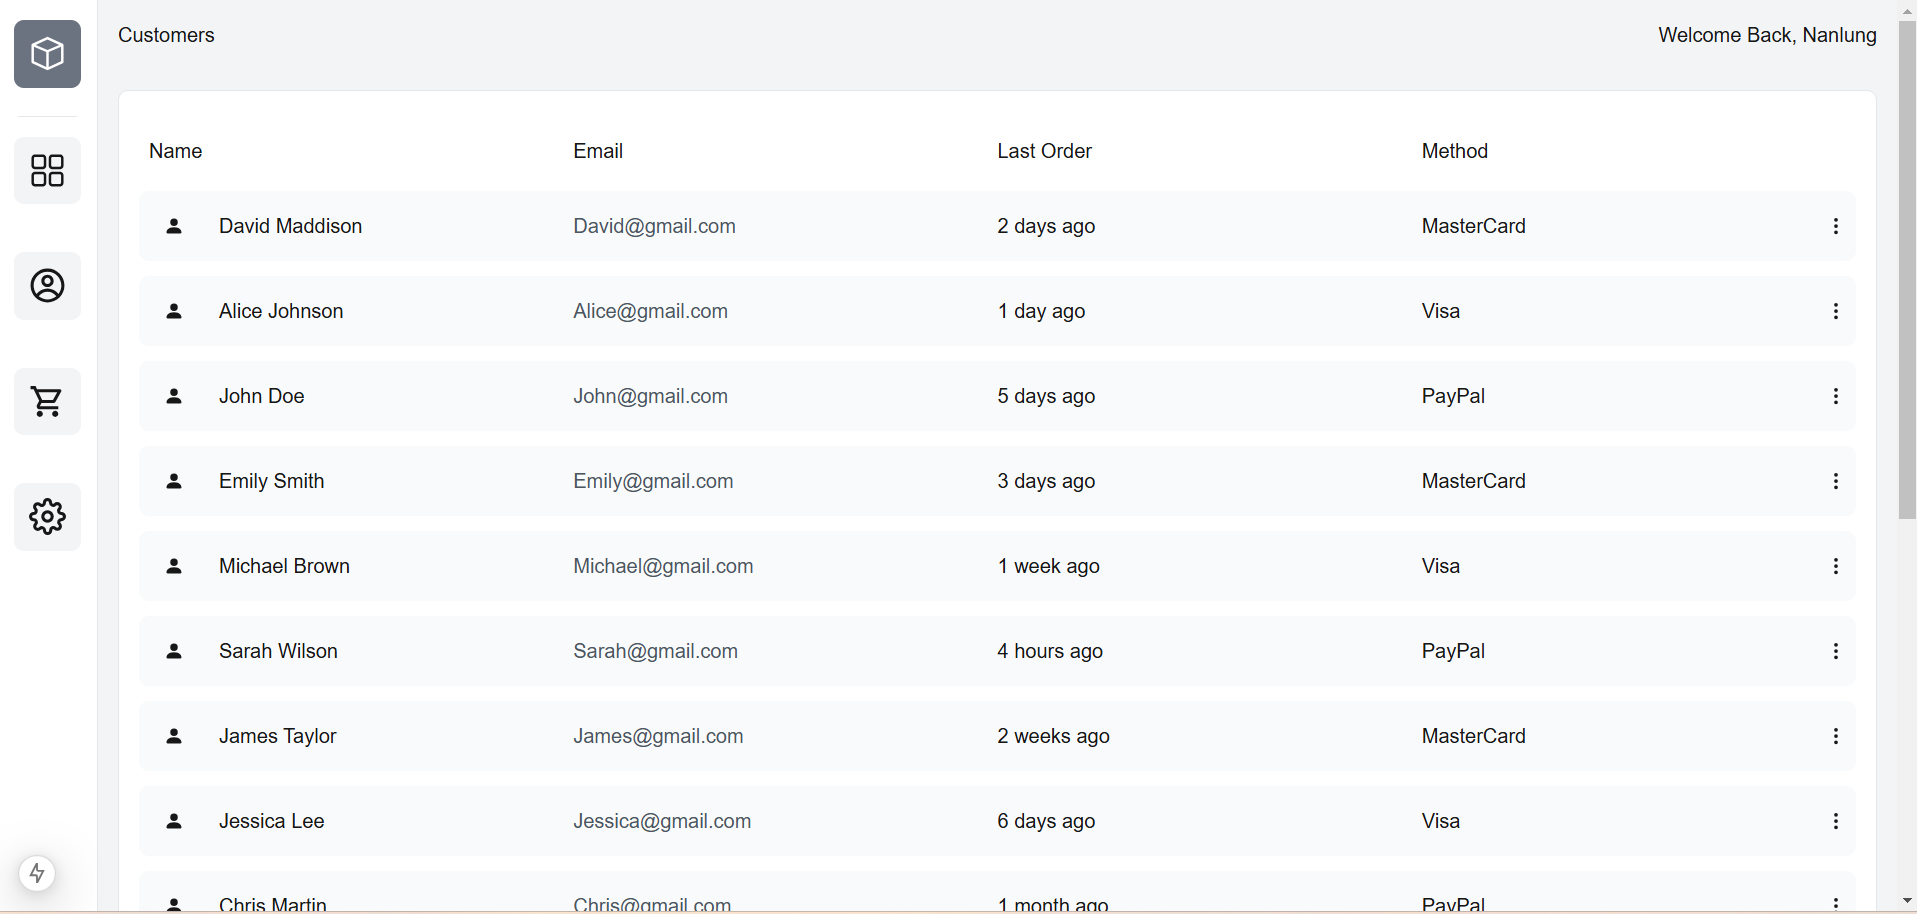 Customers Welcome Back, Nanlung
Name Email Last Order Method
David Maddison David@gmail.com 2 days ago MasterCard
Alice Johnson Alice@gmail.com 1 day ago Visa
John Doe John@gmail.com 5 days ago PayPal
Emily Smith Emily@gmail.com 3 days ago MasterCard
Michael Brown Michael@gmail.com 1 week ago Visa
Sarah Wilson Sarah@gmail.com 4 hours ago PayPal
James Taylor James@gmail.com 2 weeks ago MasterCard
Jessica Lee Jessica@gmail.com 6 days ago Visa
Chris Martin Chris@gmail.com 1 month ago PayPal